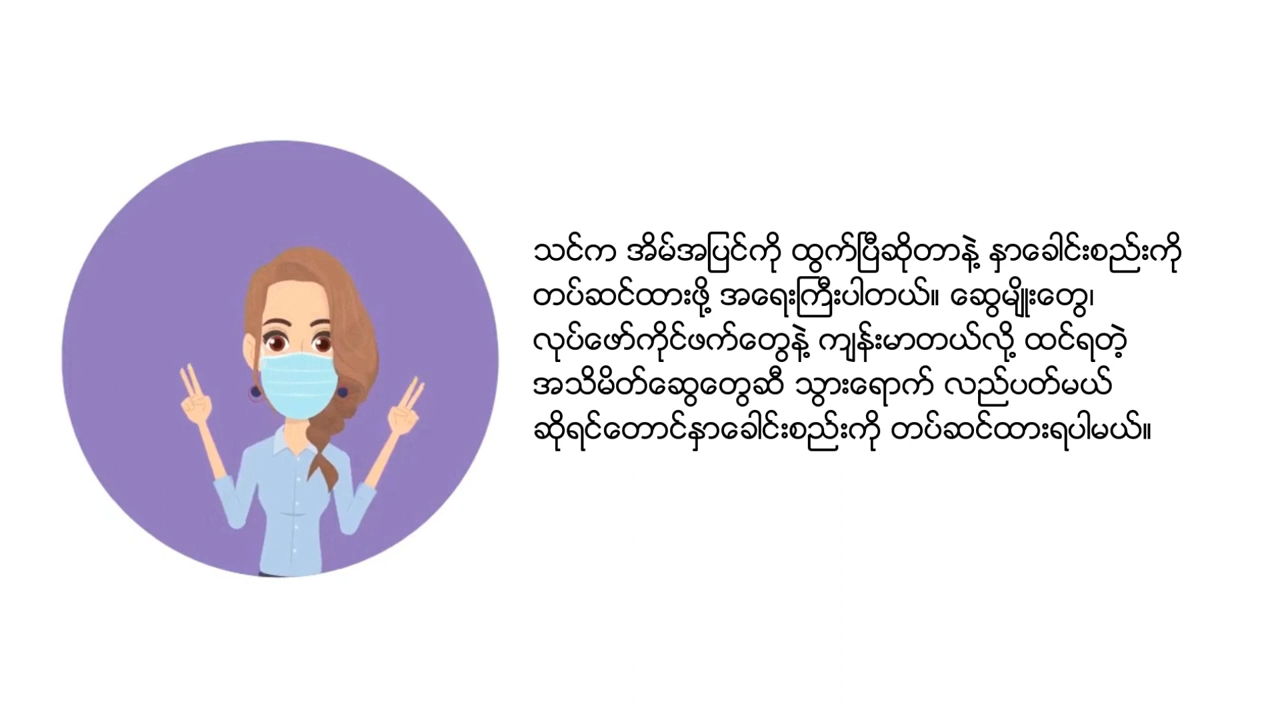 သင်က အိမ်အပြင်ကို ထွက်ပြီဆိုတာနဲ့ နှာခေါင်းစည်းကို
တပ်ဆင်ထားဖို့ အရေးကြီးပါတယ်။ ဆွေမျိုးတွေ၊
လုပ်ဖော်ကိုင်ဖက်တွေနဲ့ ကျန်းမာတယ်လို့ ထင်ရတဲ့
အသိမိတ်ဆွေတွေဆီ သွားရောက် လည်ပတ်မယ်
ဆိုရင်တောင်နှာခေါင်းစည်းကို တပ်ဆင်ထားရပါမယ်။